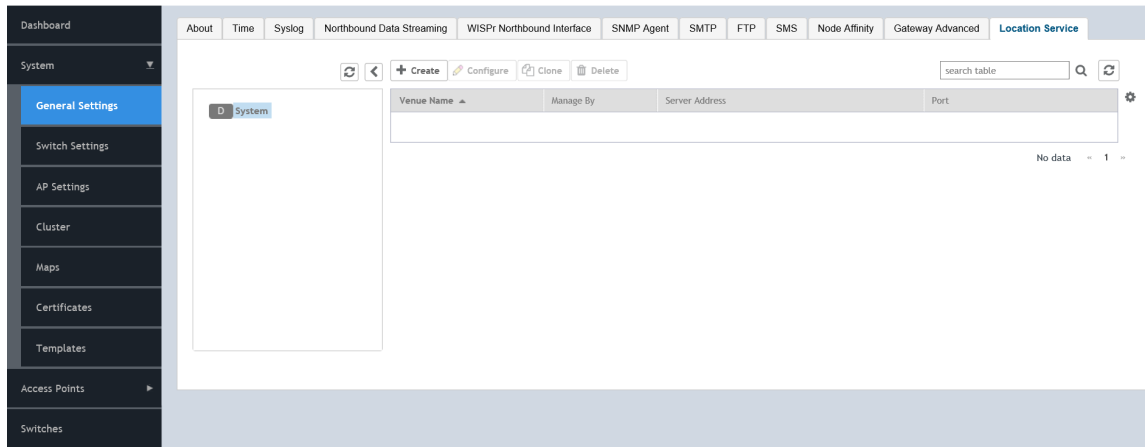 Dashboard
About Time Syslog Northbound Data Streaming WISPr Northbound Interface SNMP Agent SMTP FTP SMS Node Affinity Gateway Advanced Location Service
System
Create Configure Clone Delete search table
General Settings
Venue Name Manage By Server Address Port
D System
Switch Settings
No data 1
AP Settings
Cluster
Maps
Certificates
Templates
Access Points
Switches